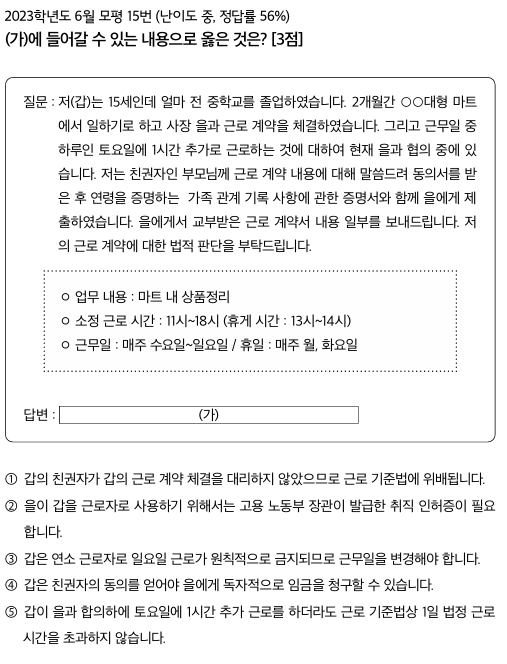 2023학년도 6월 모평 15번 (난이도 중, 정답률 56%)
(가)에 들어갈 수 있는 내용으로 옳은 것은? [3점]
질문 : 저(갑)는 15세인데 얼마 전 중학교를 졸업하였습니다. 2개월간 ○○대형 마트
에서 일하기로 하고 사장 을과 근로 계약을 체결하였습니다. 그리고 근무일 중
하루인 토요일에 1시간 추가로 근로하는 것에 대하여 현재 을과 협의 중에 있
습니다. 저는 친권자인 부모님께 근로 계약 내용에 대해 말씀드려 동의서를 받
은 후 연령을 증명하는 가족 관계 기록 사항에 관한 증명서와 함께 을에게 제
출하였습니다. 을에게서 교부받은 근로 계약서 내용 일부를 보내드립니다. 저
의 근로 계약에 대한 법적 판단을 부탁드립니다.
○ 업무 내용 : 마트 내 상품정리
○ 소정 근로 시간 : 11시~18시 (휴게 시간 : 13시~14시)
○ 근무일 : 매주 수요일~일요일 / 휴일 : 매주 월, 화요일
답변 : (가)
① 갑의 친권자가 갑의 근로 계약 체결을 대리하지 않았으므로 근로 기준법에 위배됩니다.
② 을이 갑을 근로자로 사용하기 위해서는 고용 노동부 장관이 발급한 취직 인허증이 필요
합니다.
③ 갑은 연소 근로자로 일요일 근로가 원칙적으로 금지되므로 근무일을 변경해야 합니다.
④ 갑은 친권자의 동의를 얻어야 을에게 독자적으로 임금을 청구할 수 있습니다.
⑤ 갑이 을과 합의하에 토요일에 1시간 추가 근로를 하더라도 근로 기준법상 1일 법정 근로
시간을 초과하지 않습니다.